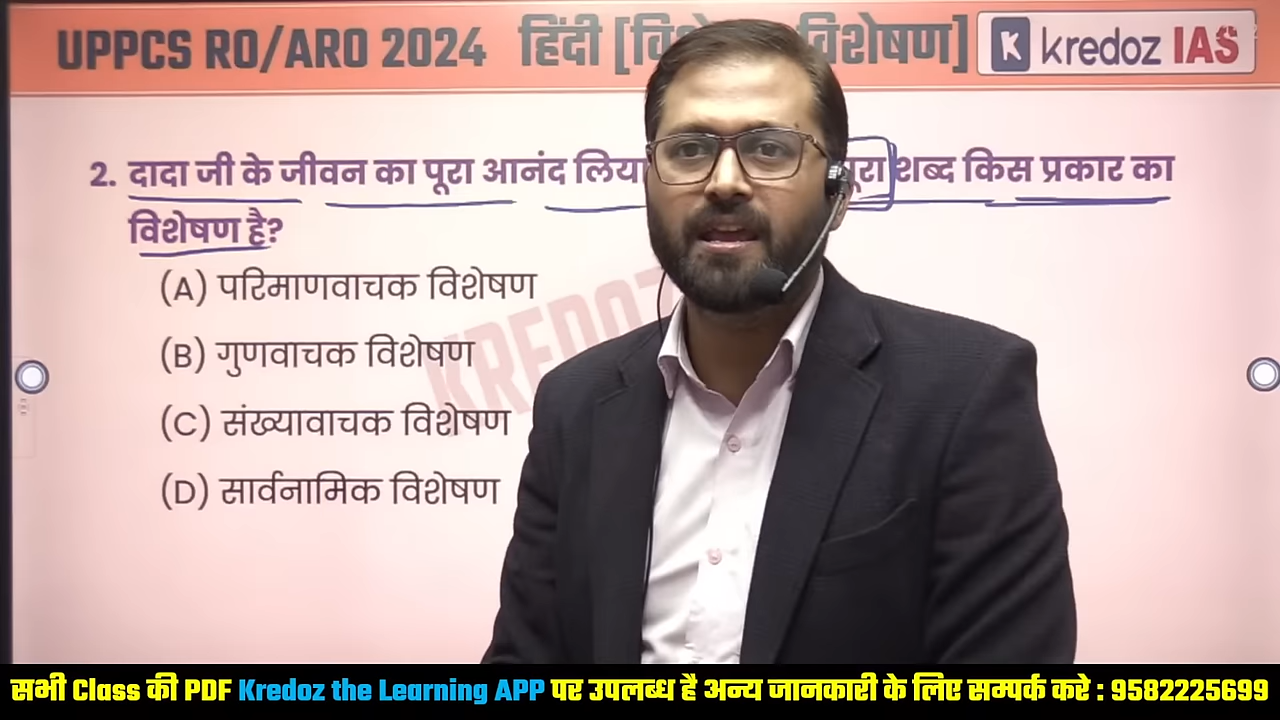 UPPCS RO/ARO 2024 हिंदी [ विशेषण]
kredoz IAS
2. दादा जी के जीवन का पूरा आनंद लिया शब्द किस प्रकार का
विशेषण है?
(A) परिमाणवाचक विशेषण
(B) गुणवाचक विशेषण
(C) संख्यावाचक विशेषण
(D) सार्वनामिक विशेषण
KREDOZ
सभी Class की PDF Kredoz the Learning APP पर उपलब्ध है अन्य जानकारी के लिए सम्पर्क करे : 9582225699